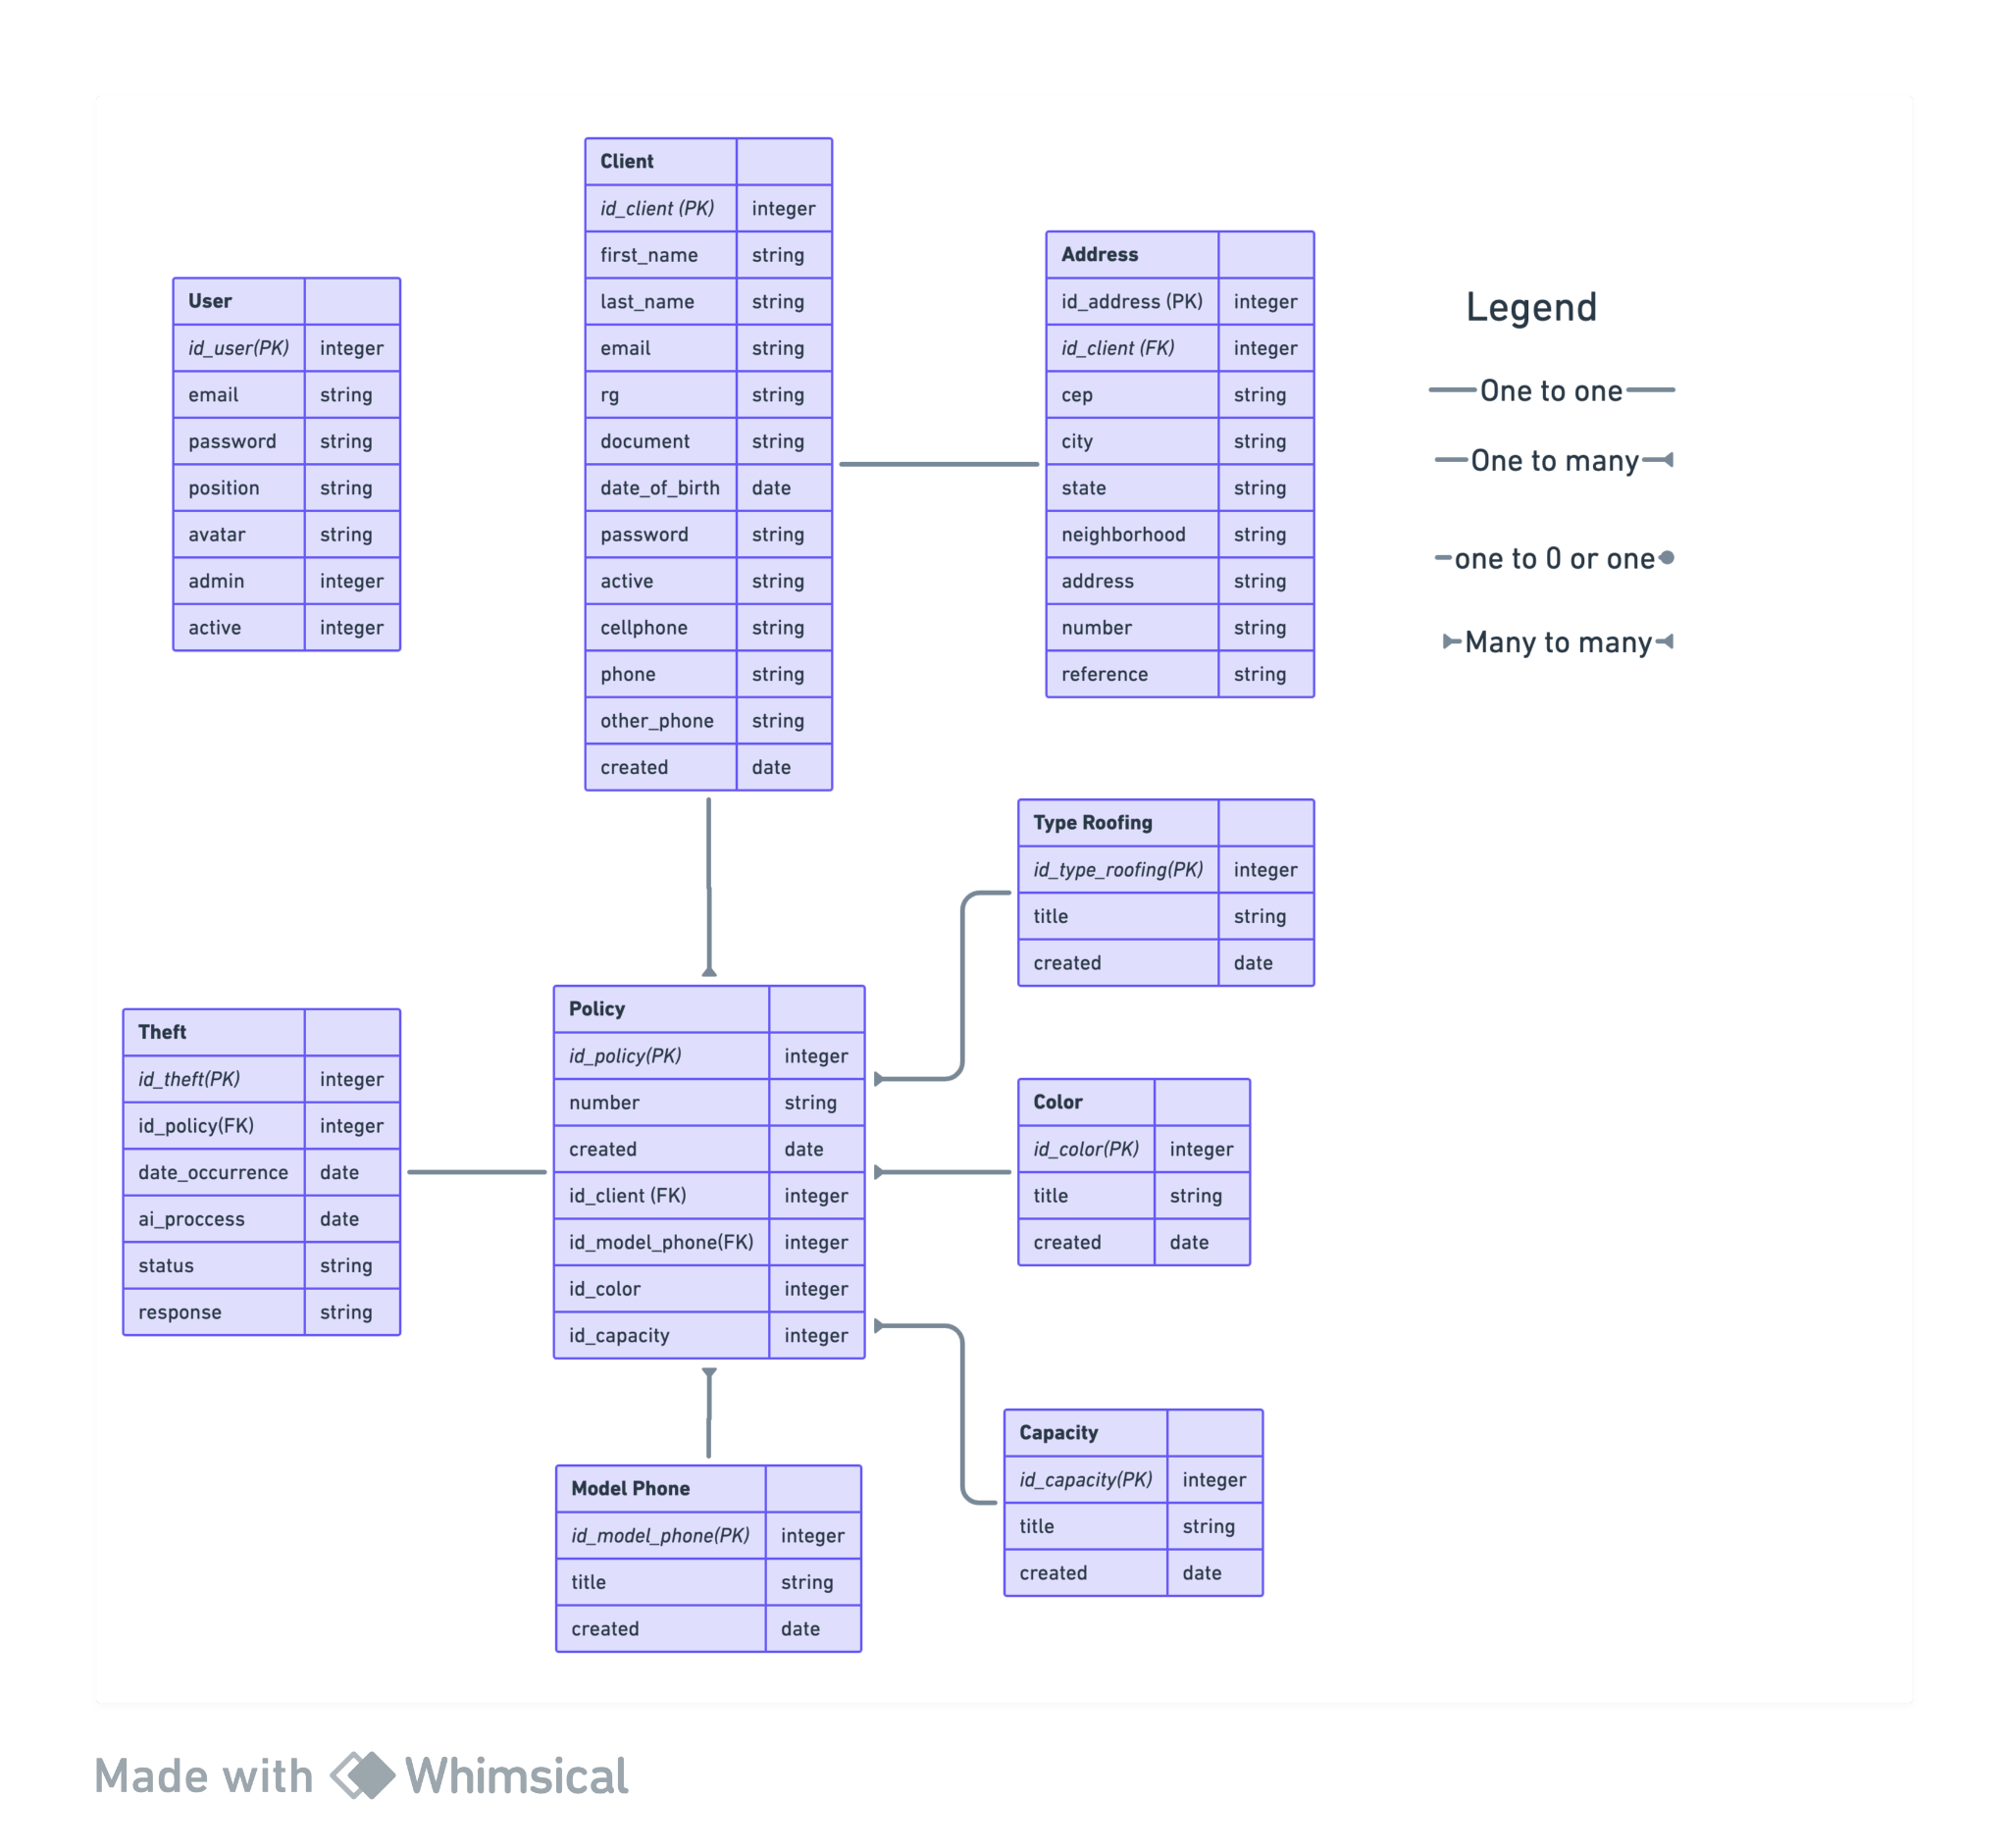 Client
id_client (PK) integer
first_name string
last_name string
email string
rg string
document string
date_of_birth date
password string
active string
cellphone string
phone string
other_phone string
created date
User
id_user(PK) integer
email string
password string
position string
avatar string
admin integer
active integer
Address
id_address (PK) integer
id_client (FK) integer
cep string
city string
state string
neighborhood string
address string
number string
reference string
Legend
One to one
One to many
one to 0 or one
Many to many
Type Roofing
id_type_roofing(PK) integer
title string
created date
Theft
id_theft(PK) integer
id_policy(FK) integer
date_occurrence date
ai_proccess date
status string
response string
Policy
id_policy(PK) integer
number string
created date
id_client (FK) integer
id_model_phone(FK) integer
id_color integer
id_capacity integer
Color
id_color(PK) integer
title string
created date
Capacity
id_capacity(PK) integer
title string
created date
Model Phone
id_model_phone(PK) integer
title string
created date
Made with Whimsical